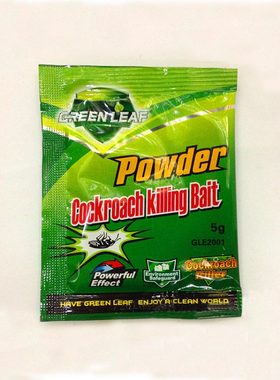 GREEN LEAF
Powder
Cockroach Killing Bait
5g
GLE2001
Powerful
Effect
Environment
Safeguard
Cockroach
Killer
HAVE GREEN LEAF ENJOY A CLEAN WORLD